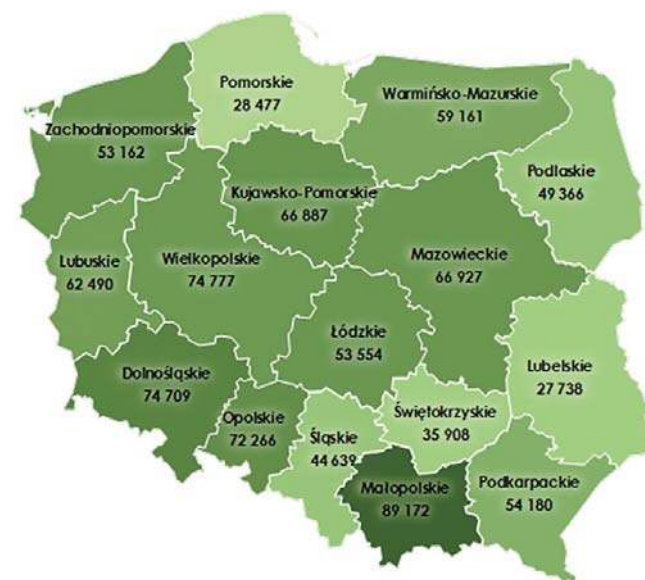 Pomorskie
28 477
Warmińsko-Mazurskie
59 161
Zachodniopomorskie
53 162
Podlaskie
49 366
Kujawsko-Pomorskie
66 887
Lubuskie
62 490
Wielkopolskie
74 777
Mazowieckie
66 927
Łódzkie
53 554
Lubelskie
27 738
Dolnośląskie
74 709
Opolskie
72 266
Śląskie
44 639
Świętokrzyskie
35 908
Małopolskie
89 172
Podkarpackie
54 180